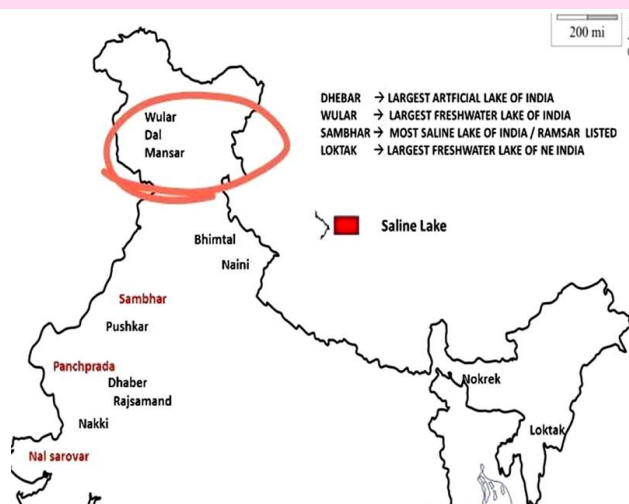 200 mi
DHEBAR → LARGEST ARTFICIAL LAKE OF INDIA
WULAR → LARGEST FRESHWATER LAKE OF INDIA
SAMBHAR → MOST SALINE LAKE OF INDIA / RAMSAR LISTED
LOKTAK → LARGEST FRESHWATER LAKE OF NE INDIA
Wular
Dal
Mansar
Saline Lake
Bhimtal
Naini
Sambhar
Pushkar
Panchprada
Dhaber
Rajsamand
Nakki
Nal sarovar
Nokrek
Loktak